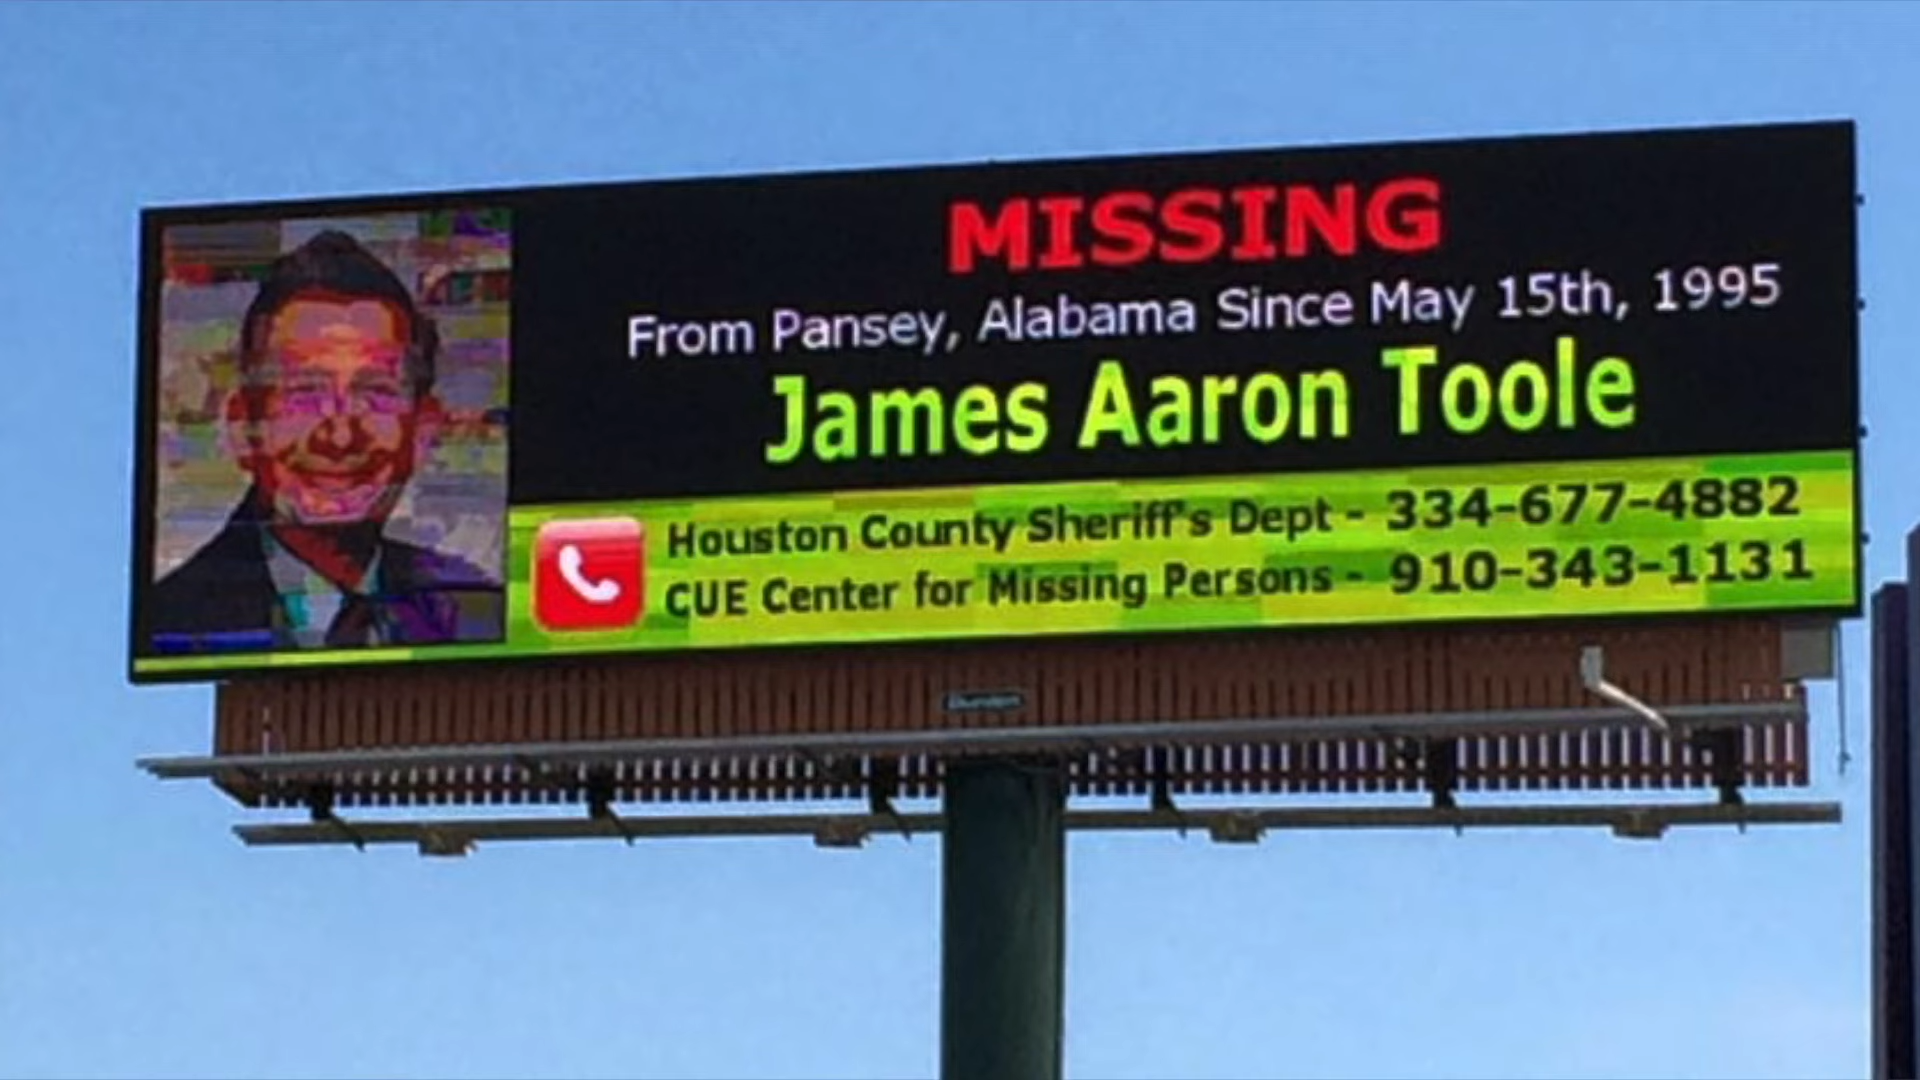 MISSING
From Pansey, Alabama Since May 15th, 1995
James Aaron Toole
Houston County Sheriff's Dept - 334-677-4882
CUE Center for Missing Persons - 910-343-1131